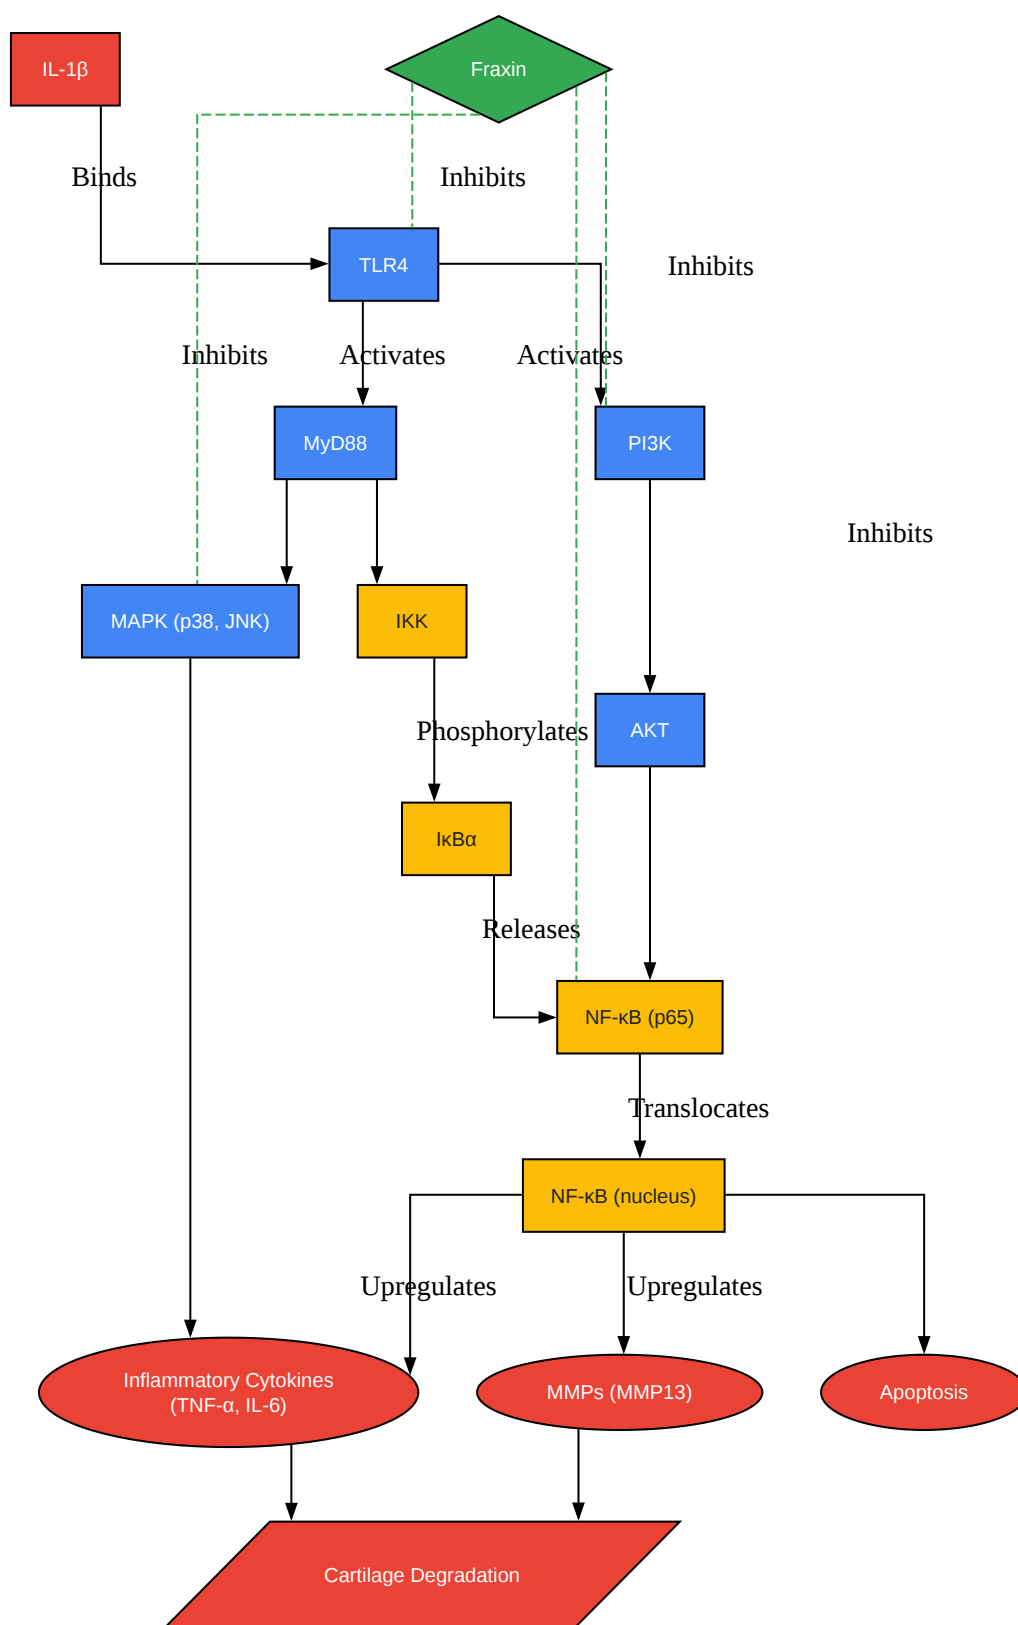 IL-1β
Fraxin
Binds
Inhibits
TLR4
Inhibits
Inhibits
Activates
Activates
MyD88
PI3K
Inhibits
MAPK (p38, JNK)
IKK
Phosphorylates
AKT
IκBα
Releases
NF-κB (p65)
Translocates
NF-κB (nucleus)
Upregulates
Upregulates
Inflammatory Cytokines
(TNF-α, IL-6)
MMPs (MMP13)
Apoptosis
Cartilage Degradation